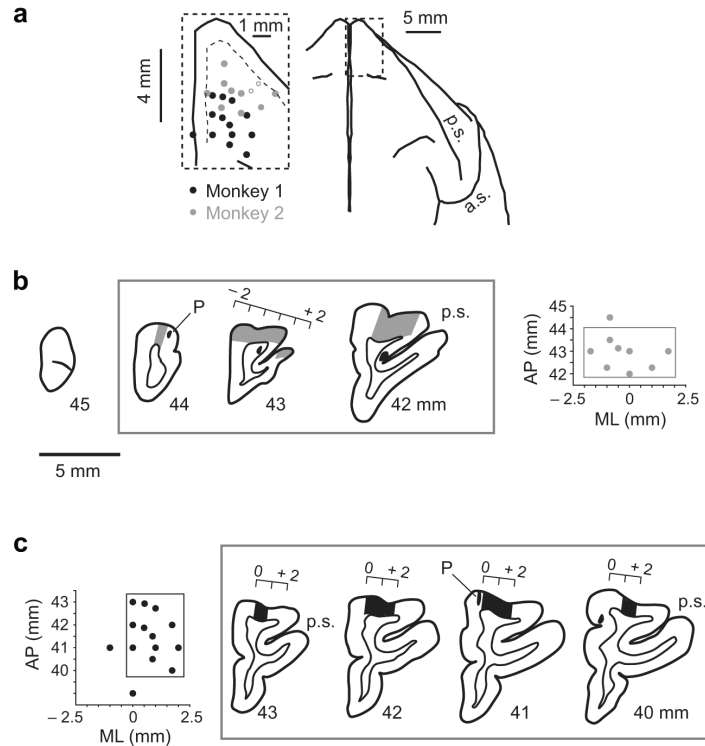 a
1 mm
5 mm
4 mm
p.s.
a.s.
Monkey 1
Monkey 2
b
– 2
+ 2
P
p.s.
45
44
43
42 mm
5 mm
45
44
43
42
AP (mm)
– 2.5
0
2.5
ML (mm)
c
43
42
41
40
AP (mm)
– 2.5
0
2.5
ML (mm)
0 + 2
0 + 2
0 + 2
0 + 2
P
p.s.
p.s.
43
42
41
40 mm